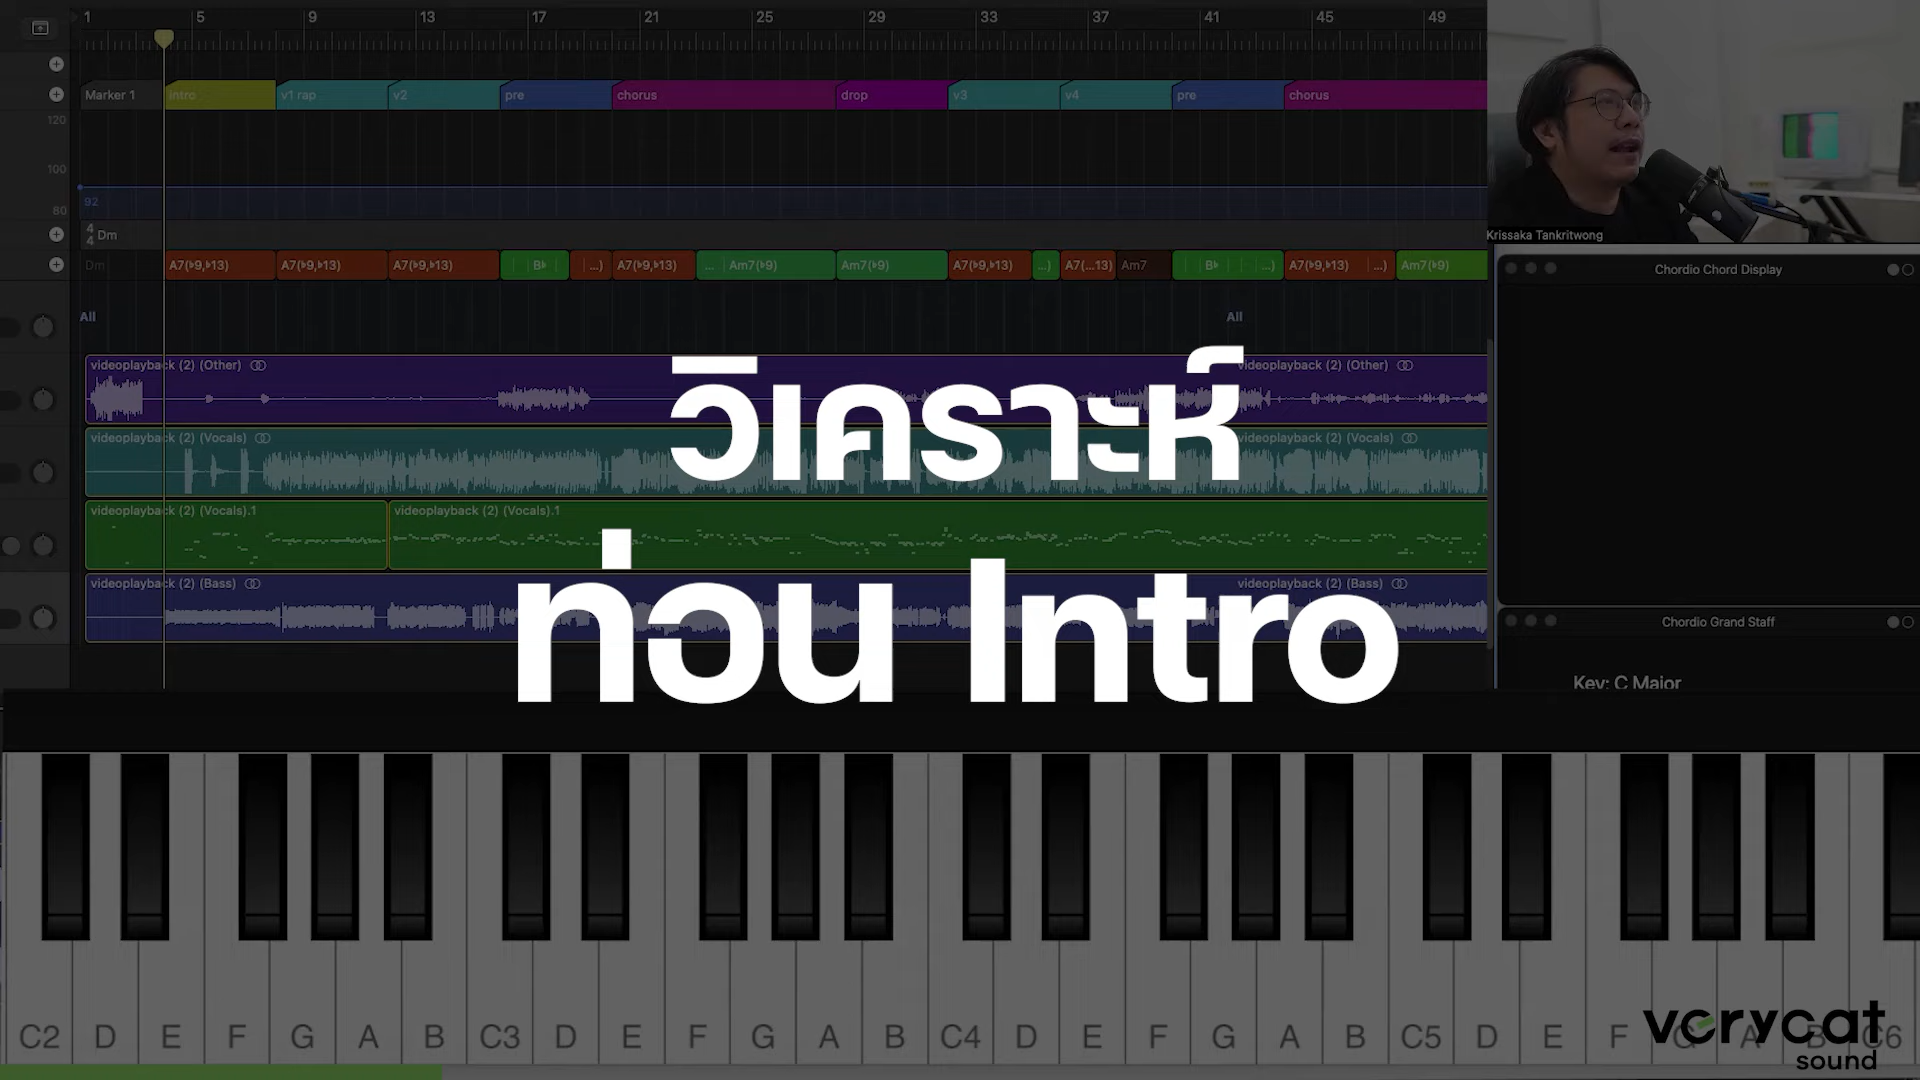 1 5 9 13 17 21 25 29 33 37 41 45 49
Marker 1 intro v1 rap v2 pre chorus drop v3 v4 pre chorus
120
100
92
80
4
4 Dm
Krissaka Tankritwong
Dm A7(♭9,♭13) A7(♭9,♭13) A7(♭9,♭13) B♭ ...) A7(♭9,♭13) ... Am7(♭9) Am7(♭9) A7(♭9,♭13) ...) A7(...13) Am7 B♭ ...) A7(♭9,♭13) ...) Am7(♭9)
Chordio Chord Display
All All
videoplayback (2) (Other) videoplayback (2) (Other)
วิเคราะห์
videoplayback (2) (Vocals) videoplayback (2) (Vocals)
videoplayback (2) (Vocals).1 videoplayback (2) (Vocals).1
ท่อน Intro
videoplayback (2) (Bass) videoplayback (2) (Bass)
Chordio Grand Staff
Key: C Major
C2 D E F G A B C3 D E F G A B C4 D E F G A B C5 D E F G A B C6
verycat
sound